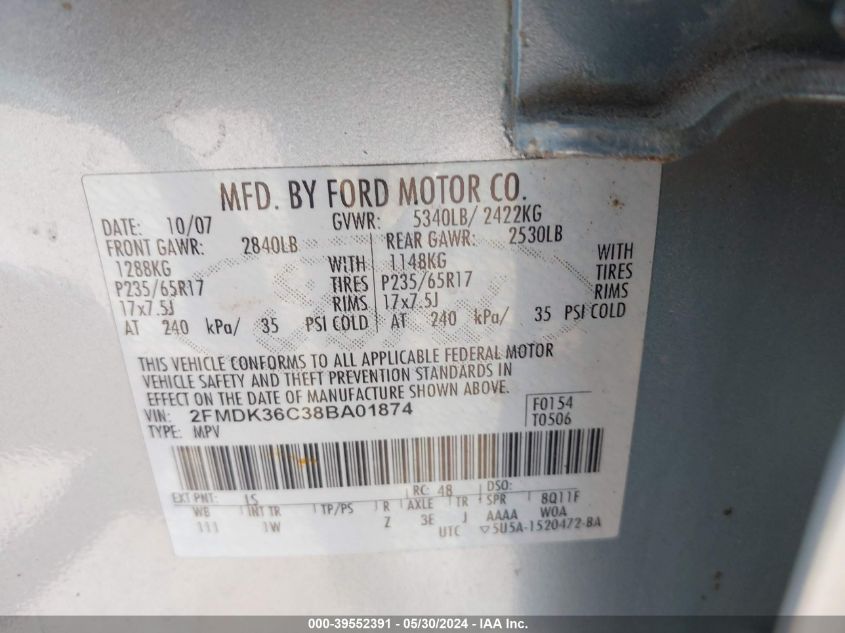 MFD. BY FORD MOTOR CO.
DATE: 10/07 GVWR: 5340LB/ 2422KG
FRONT GAWR: 2840LB REAR GAWR: 2530LB
1288KG WITH 1148KG WITH
P235/65R17 TIRES P235/65R17 TIRES
17x7.5J RIMS 17x7.5J RIMS
AT 240 kPa/ 35 PSI COLD AT 240 kPa/ 35 PSI COLD
THIS VEHICLE CONFORMS TO ALL APPLICABLE FEDERAL MOTOR
VEHICLE SAFETY AND THEFT PREVENTION STANDARDS IN
EFFECT ON THE DATE OF MANUFACTURE SHOWN ABOVE.
VIN: 2FMDK36C38BA01874 F0154
TYPE: MPV T0506
EXT PNT: JS RC: 48 DSO:
WB INT TR TP/PS R AXLE TR SPR 8Q11F
111 1W Z 3E J AAAA W0A
UTC ▽5U5A-1520472-BA
000-39552391 - 05/30/2024 - IAA Inc.